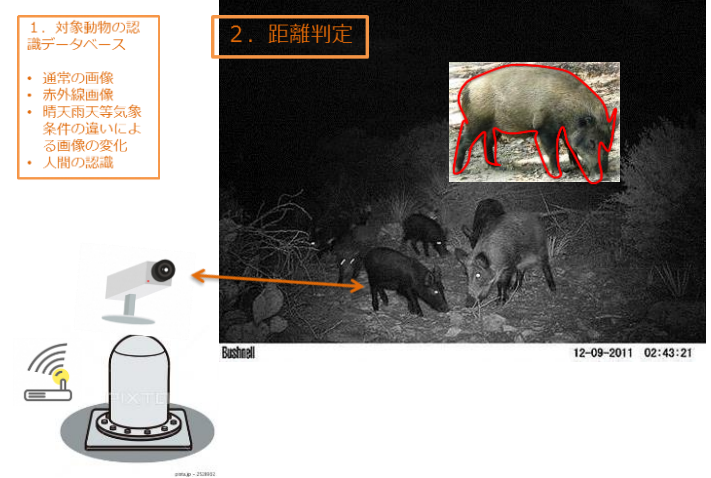 １．対象動物の認
識データベース
• 通常の画像
• 赤外線画像
• 晴天雨天等気象
条件の違いによ
る画像の変化
• 人間の認識
２．距離判定
Bushnell
12-09-2011 02:43:21
PIXTA